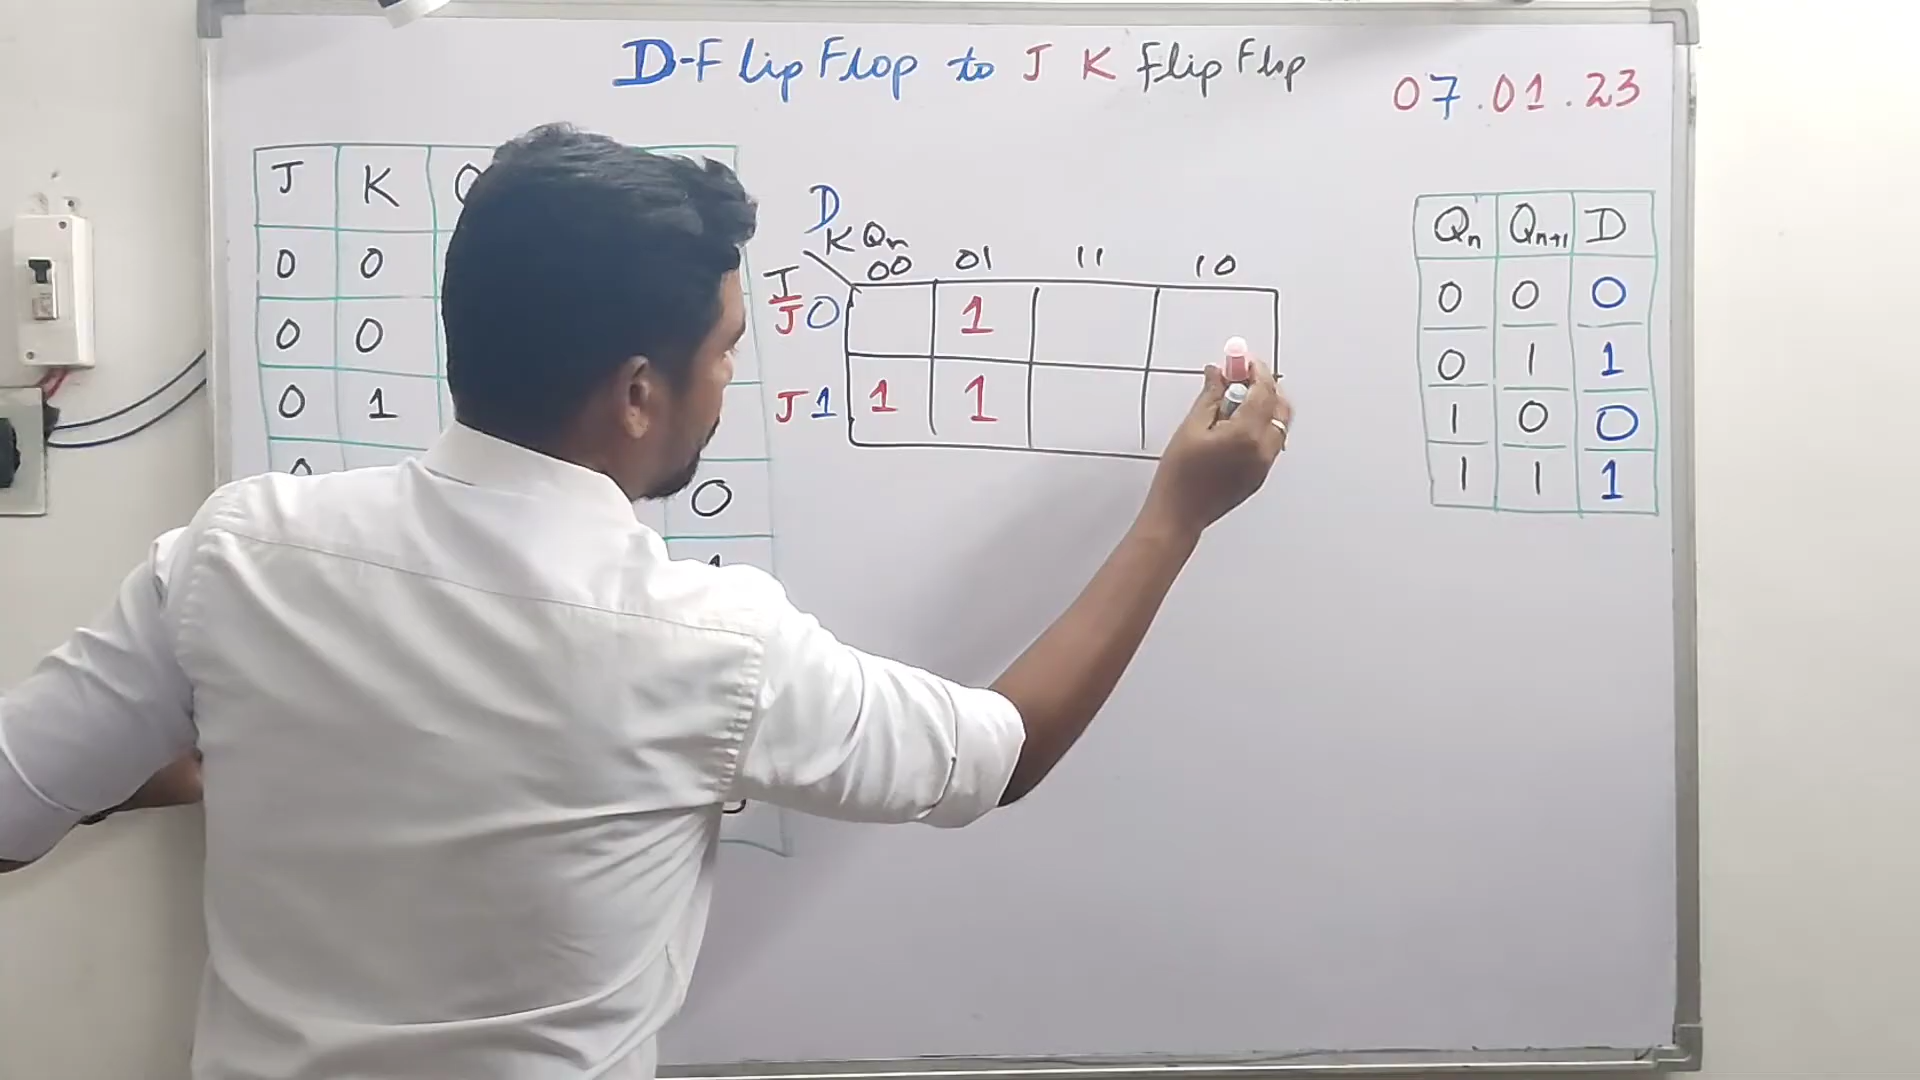 D-Flip Flop to J K Flip Flop
07.01.23
J K
0 0
0 0
0 1
0
D
K Qn
J 00 01 11 10
J̅ 0 1
J 1 1 1
Qn Qn+1 D
0 0 0
0 1 1
1 0 0
1 1 1